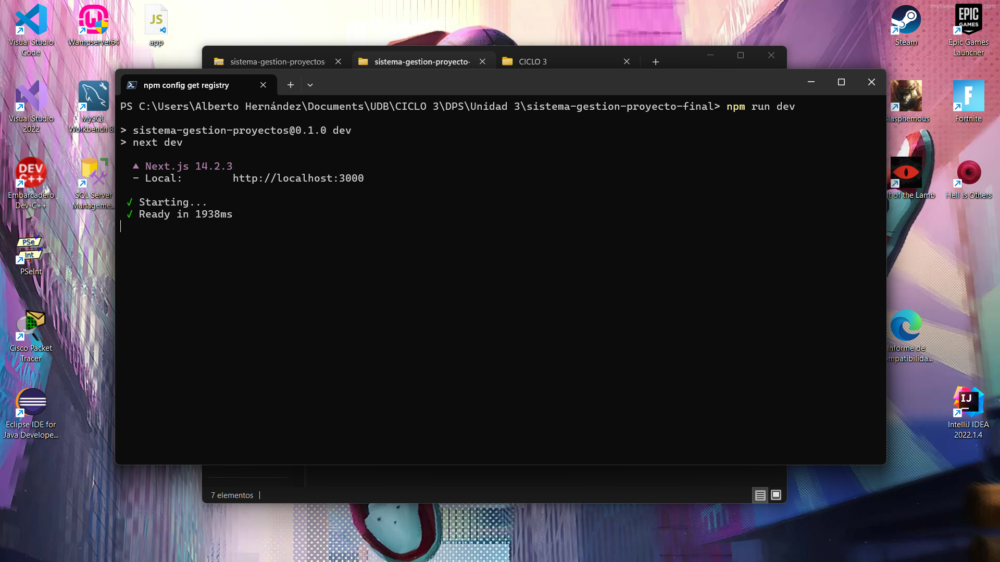 Visual Studio
Code
Wampserver64
JS
app
Visual Studio
2022
MySQL
Workbench 8.
DEV
C++
Embarcadero
Dev-C++
SQL Server
Manageme...
PSe
Int
PSeInt
Cisco Packet
Tracer
Eclipse IDE for
Java Develope...
sistema-gestion-proyectos-
sistema-gestion-proyecto-
CICLO 3
npm config get registry
PS C:\Users\Alberto Hernández\Documents\UDB\CICLO 3\DPS\Unidad 3\sistema-gestion-proyecto-final> npm run dev
> sistema-gestion-proyectos@0.1.0 dev
> next dev
▲ Next.js 14.2.3
- Local: http://localhost:3000
✓ Starting...
✓ Ready in 1938ms
7 elementos
Steam
EPIC
GAMES
Epic Games
Launcher
Blasphemous
F
Fortnite
t of the Lamb
Hell is Others
Informe de
ompatibilida...
IJ
IntelliJ IDEA
2022.1.4